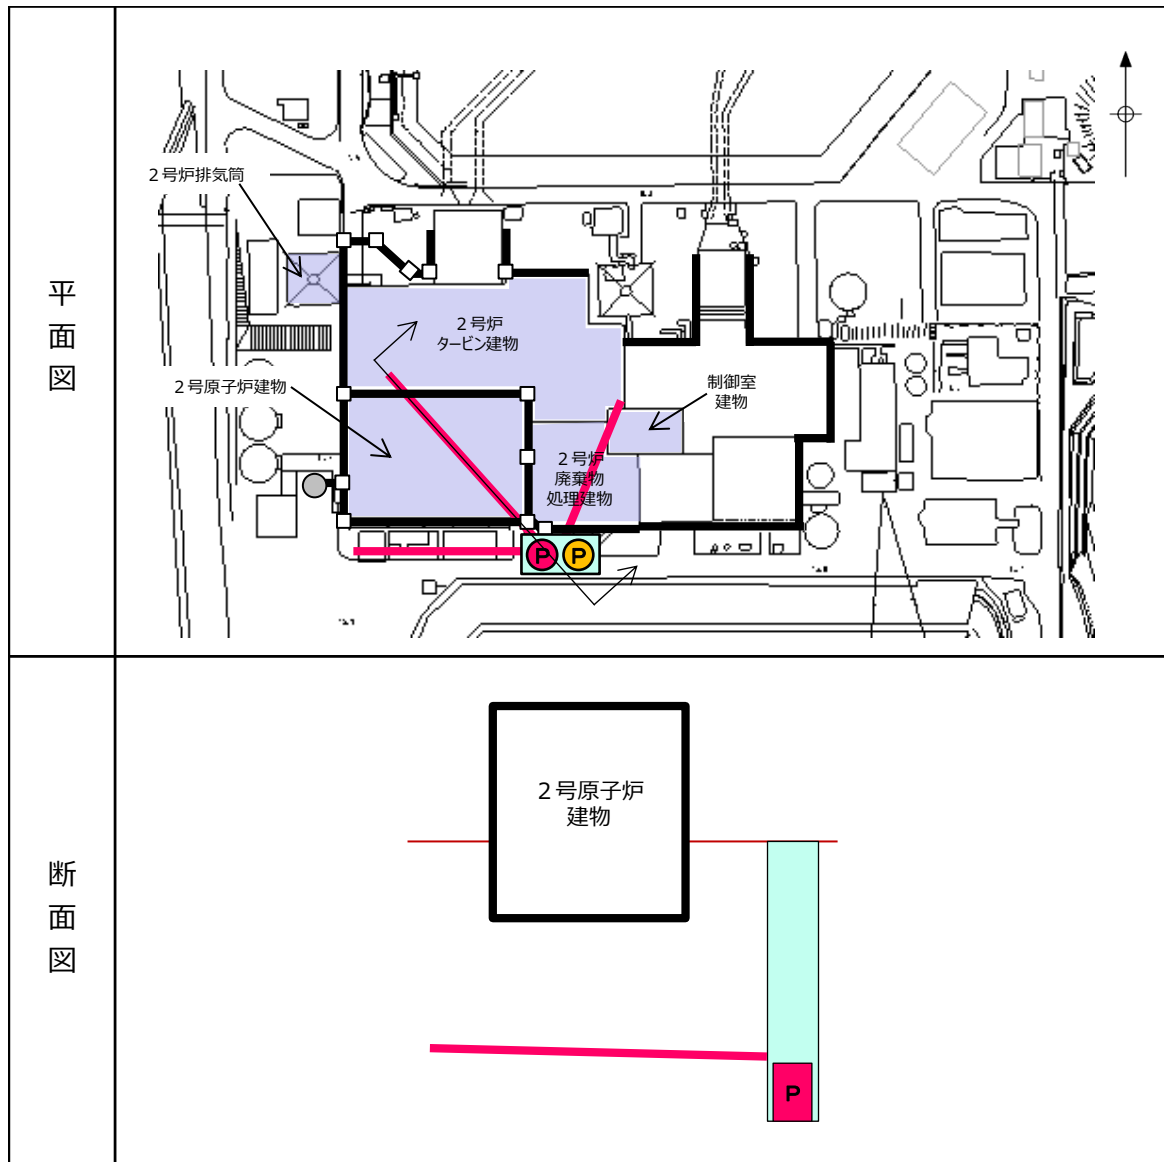 平面図
２号炉排気筒
２号炉
タービン建物
２号原子炉建物
制御室
建物
２号炉
廃棄物
処理建物
P P
断面図
２号原子炉
建物
P